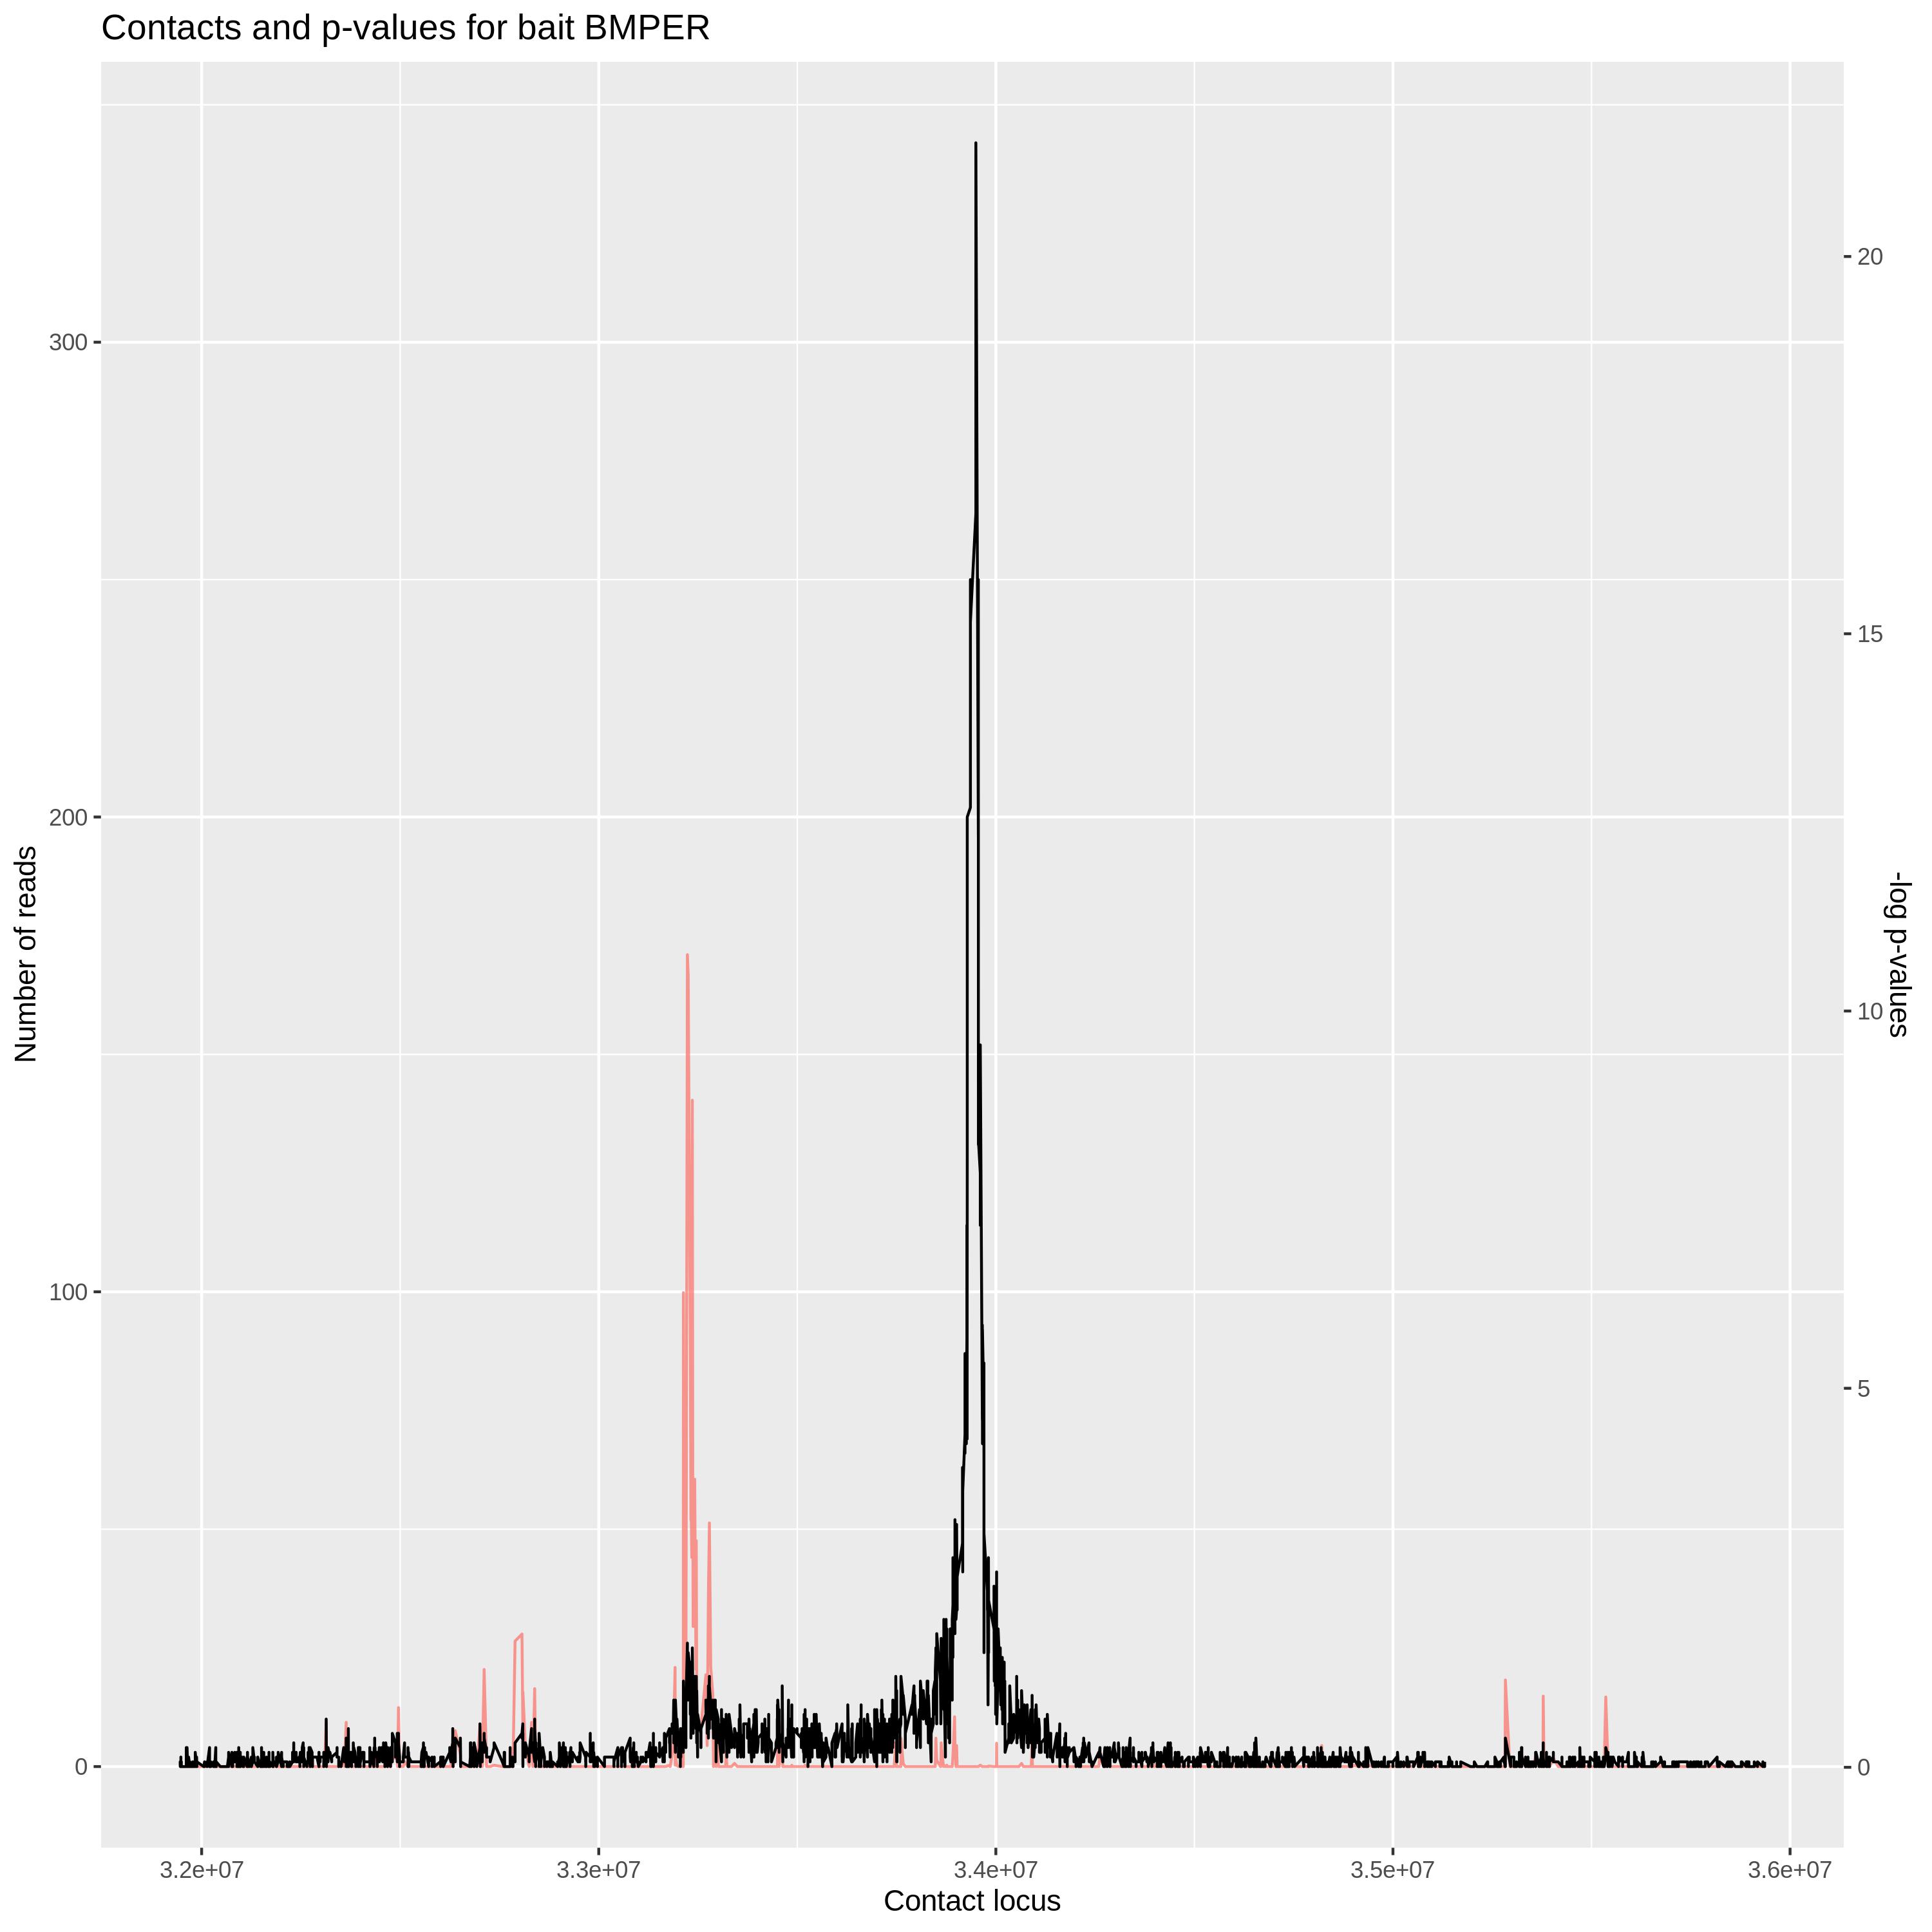 Contacts and p-values for bait BMPER
Number of reads
300
200
100
0
20
15
10
5
0
-log p-values
3.2e+07 3.3e+07 3.4e+07 3.5e+07 3.6e+07
Contact locus